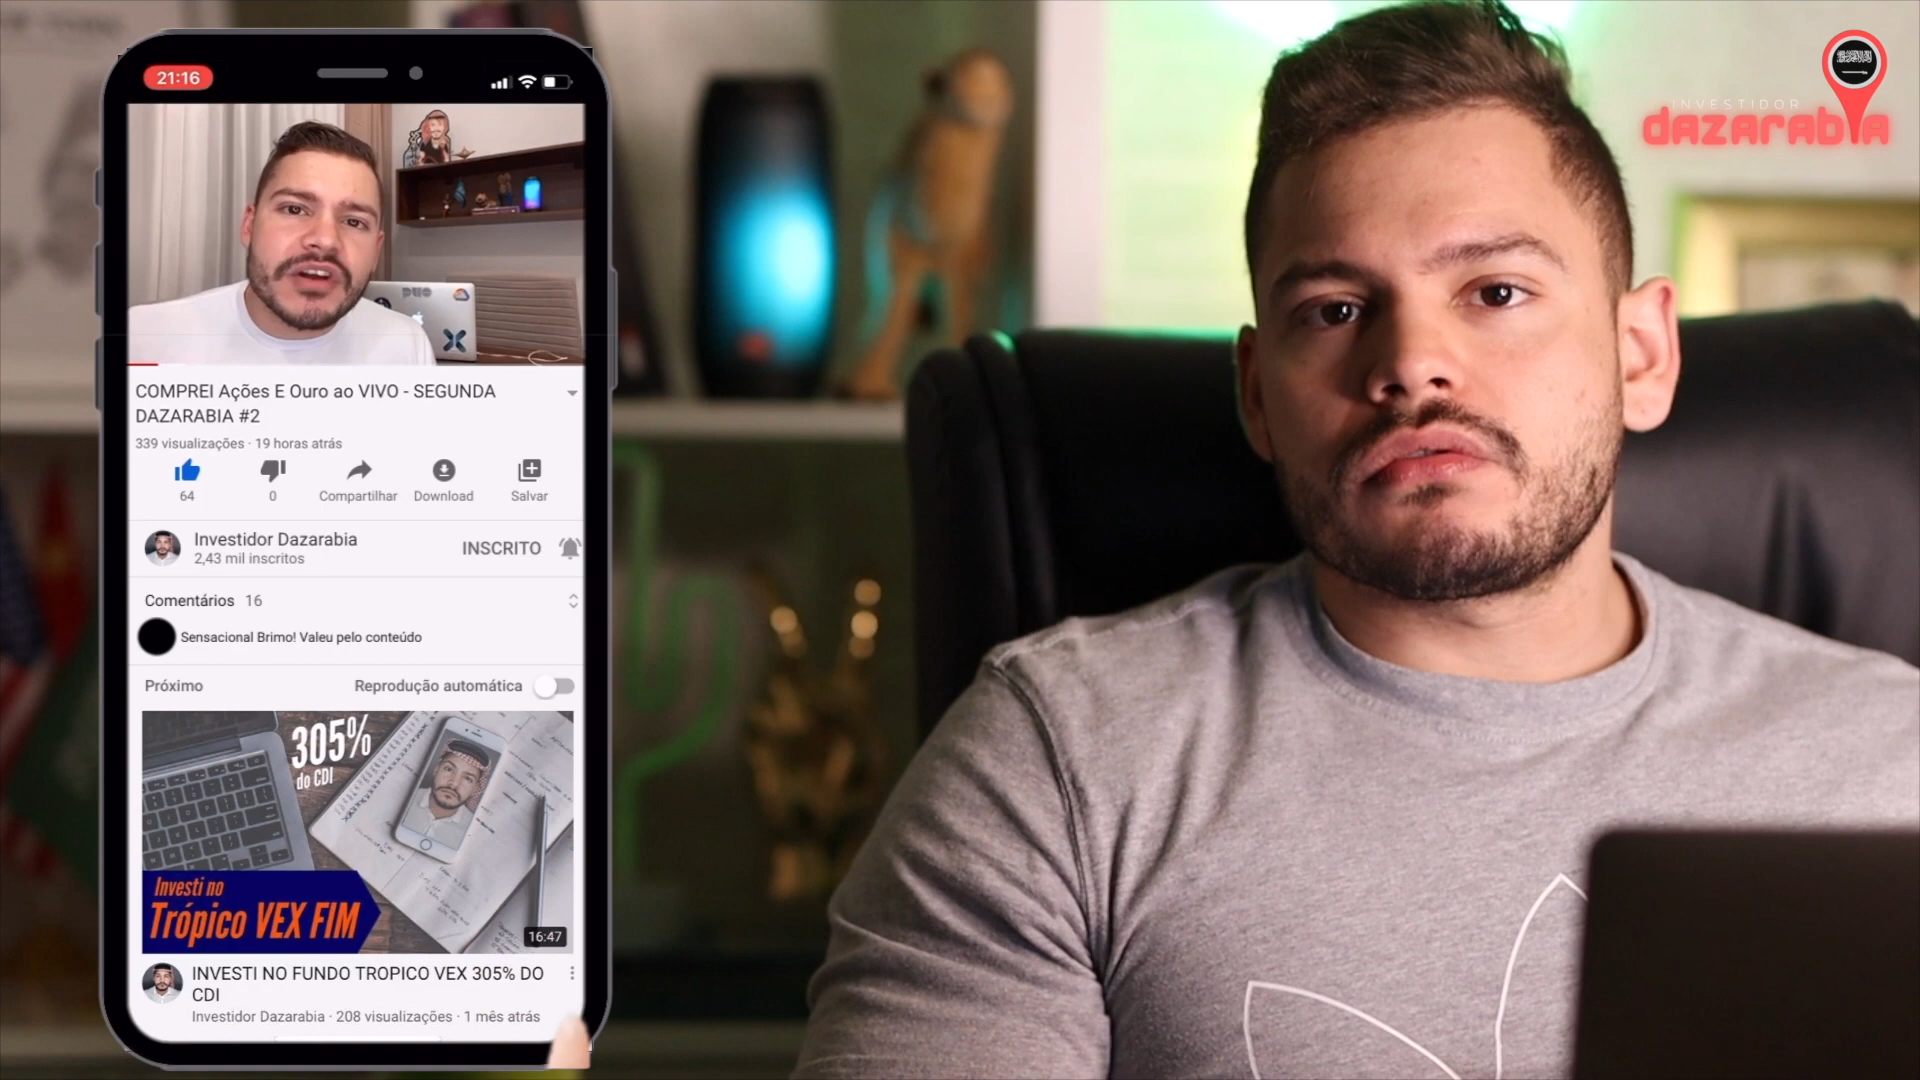 21:16
COMPREI Ações E Ouro ao VIVO - SEGUNDA
DAZARABIA #2
339 visualizações · 19 horas atrás
64
0
Compartilhar
Download
Salvar
Investidor Dazarabia
2,43 mil inscritos
INSCRITO
Comentários 16
Sensacional Brimo! Valeu pelo conteúdo
Próximo
Reprodução automática
305%
do CDI
Investi no
Trópico VEX FIM
16:47
INVESTI NO FUNDO TROPICO VEX 305% DO
CDI
Investidor Dazarabia · 208 visualizações · 1 mês atrás
INVESTIDOR
dazarabia